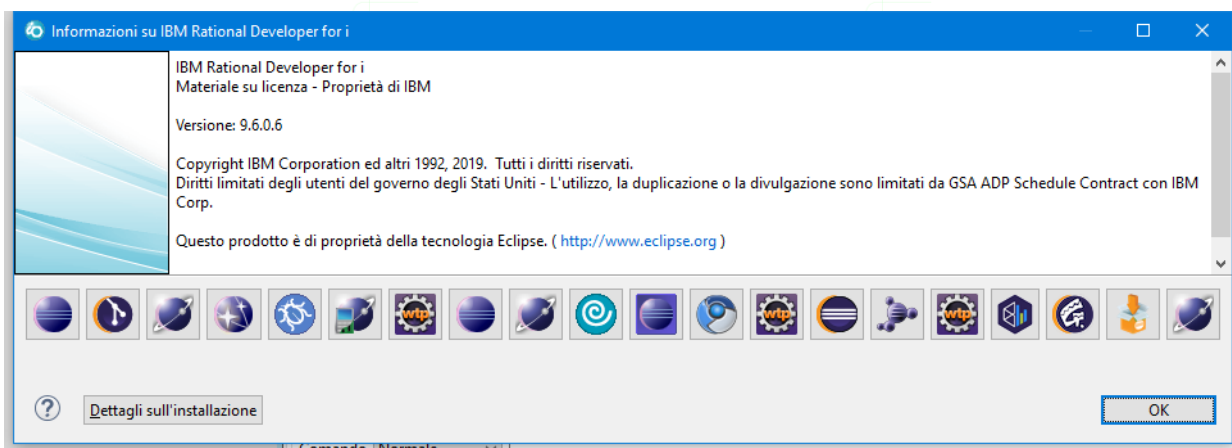 Informazioni su IBM Rational Developer for i
IBM Rational Developer for i
Materiale su licenza - Proprietà di IBM
Versione: 9.6.0.6
Copyright IBM Corporation ed altri 1992, 2019. Tutti i diritti riservati.
Diritti limitati degli utenti del governo degli Stati Uniti - L'utilizzo, la duplicazione o la divulgazione sono limitati da GSA ADP Schedule Contract con IBM
Corp.
Questo prodotto è di proprietà della tecnologia Eclipse. ( http://www.eclipse.org )
wtp wtp wtp
? Dettagli sull'installazione OK
Comando Normale